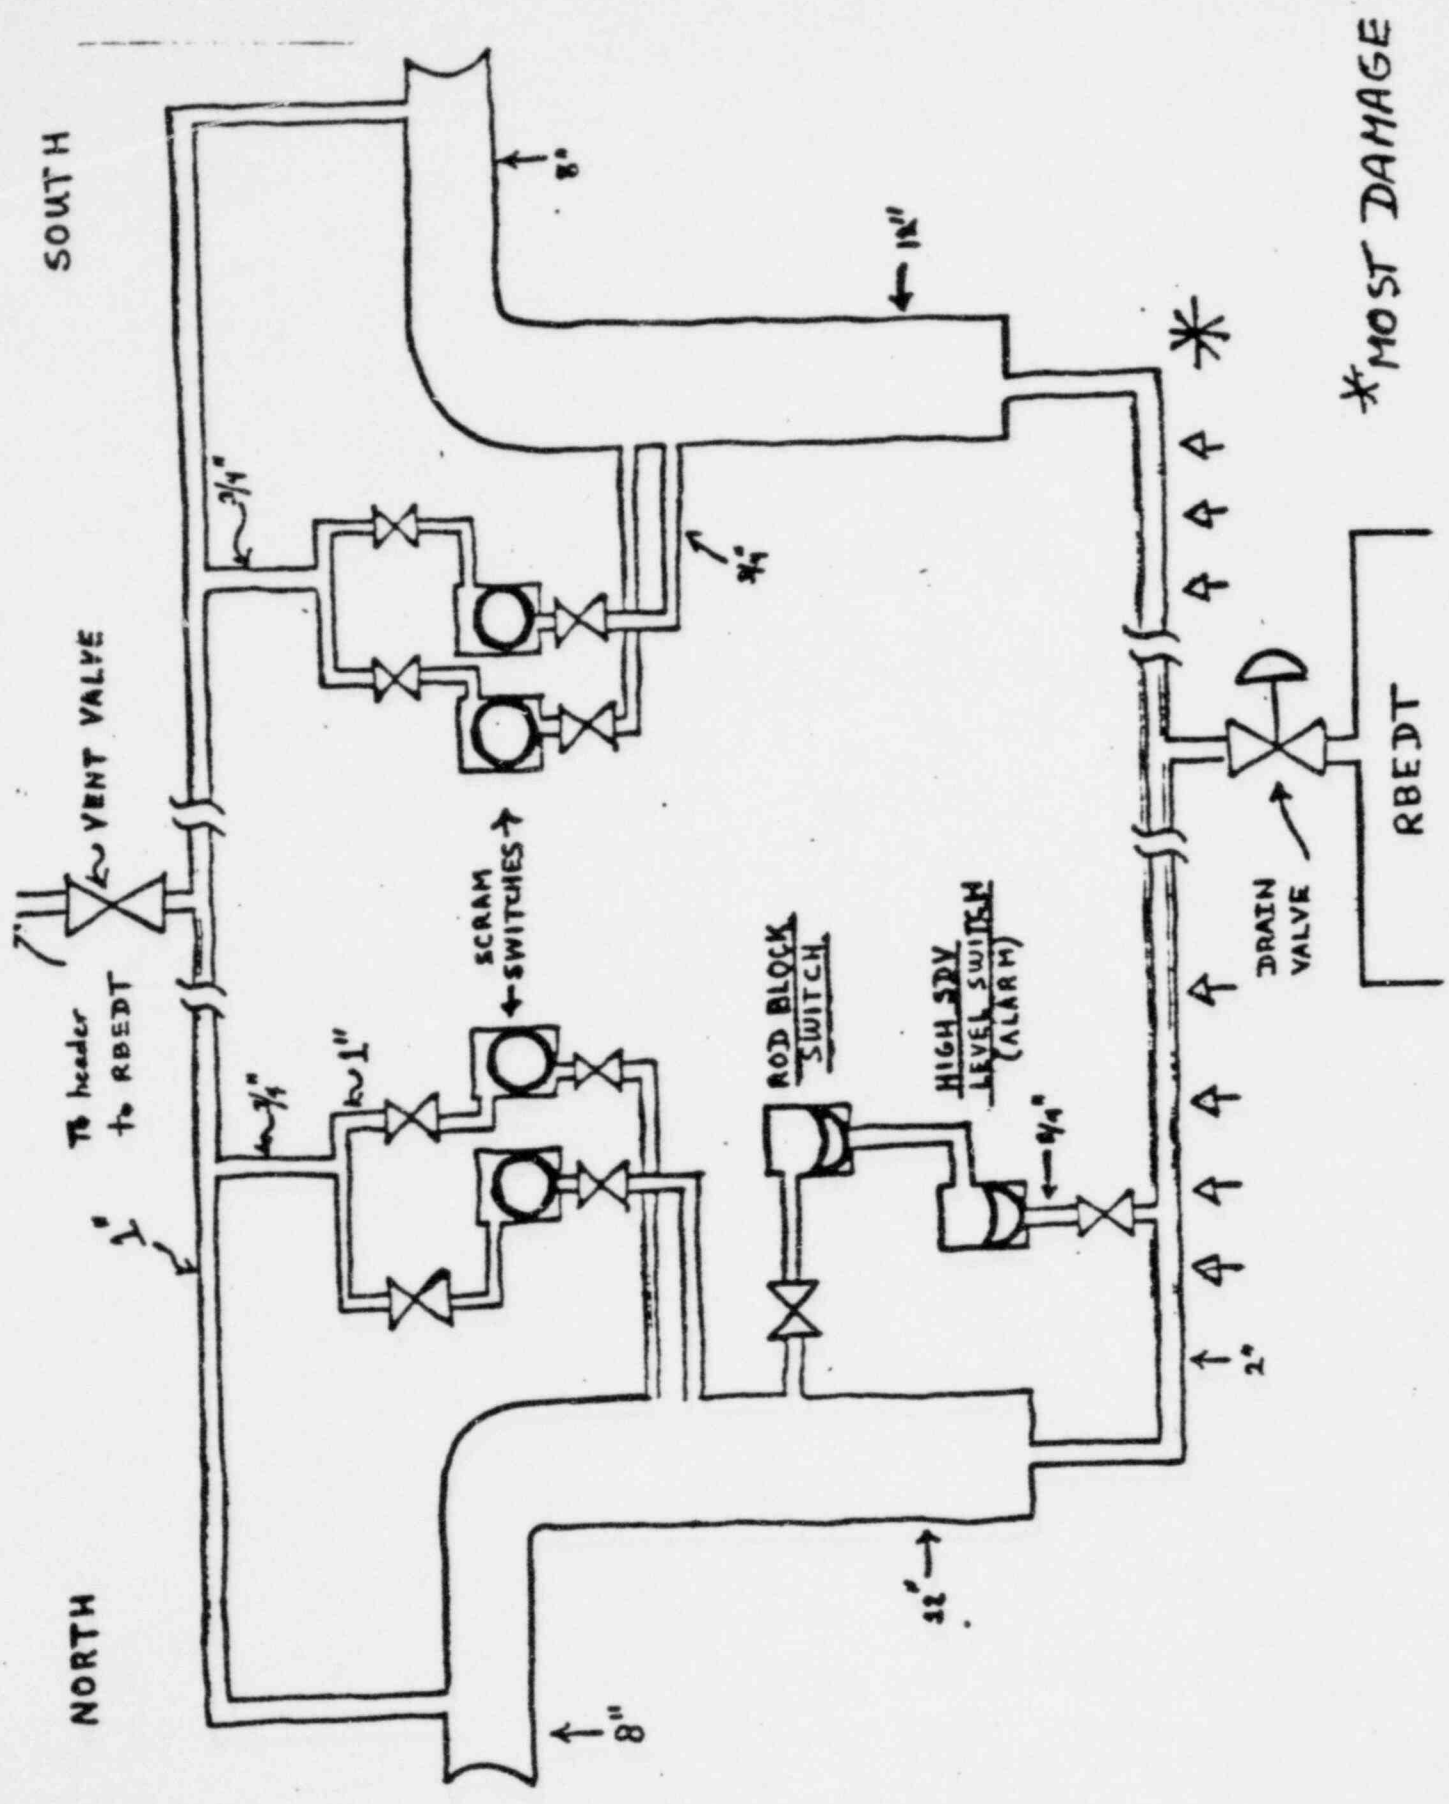 NORTH
SOUTH
To header
to RBEDT
VENT VALVE
1"
3/4"
1"
3/4"
SCRAM
SWITCHES
3/4"
8"
8"
ROD BLOCK
SWITCH
HIGH SDV
LEVEL SWITCH
(ALARM)
3/4"
12"
12"
2"
DRAIN
VALVE
RBEDT
*MOST DAMAGE